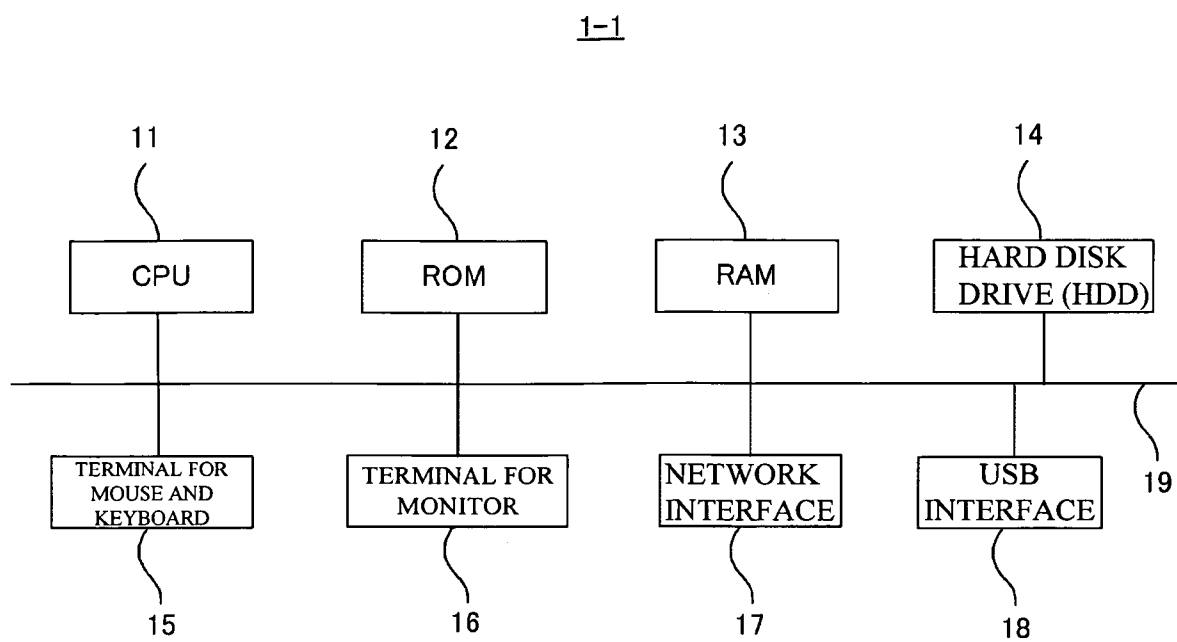 1-1
11
12
13
14
CPU
ROM
RAM
HARD DISK
DRIVE (HDD)
TERMINAL FOR
MOUSE AND
KEYBOARD
TERMINAL FOR
MONITOR
NETWORK
INTERFACE
USB
INTERFACE
19
15
16
17
18